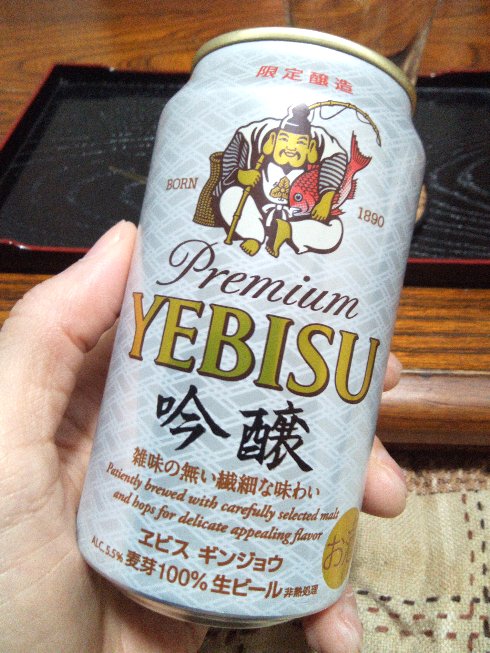 限定醸造
BORN
1890
Premium
YEBISU
吟醸
雑味の無い繊細な味わい
Patiently brewed with carefully selected malt
and hops for delicate appealing flavor
ヱビス ギンジョウ
ALC. 5.5% 麦芽100% 生ビール 非熱処理
お酒